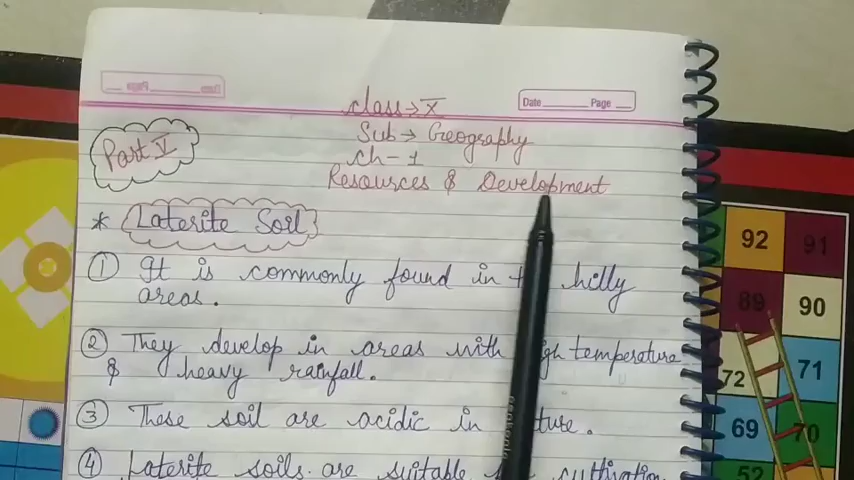 Class → X
Date Page
Sub → Geography
Part V
Ch - 1
Resources & Development
* Laterite Soil
① It is commonly found in hilly
areas.
② They develop in areas with temperature
& heavy rainfall.
③ These soil are acidic in
④ Laterite soils are suitable cultivation
92 91
89 90
72 71
69 70
52